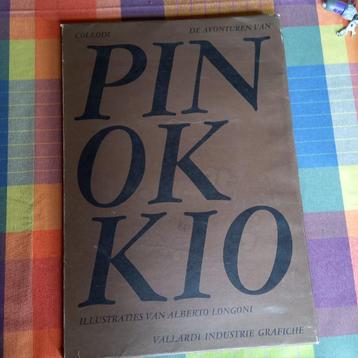 COLLODI DE AVONTUREN VAN
PIN
OK
KIO
ILLUSTRATIES VAN ALBERTO LONGONI
VALLARDI INDUSTRIE GRAFICHE